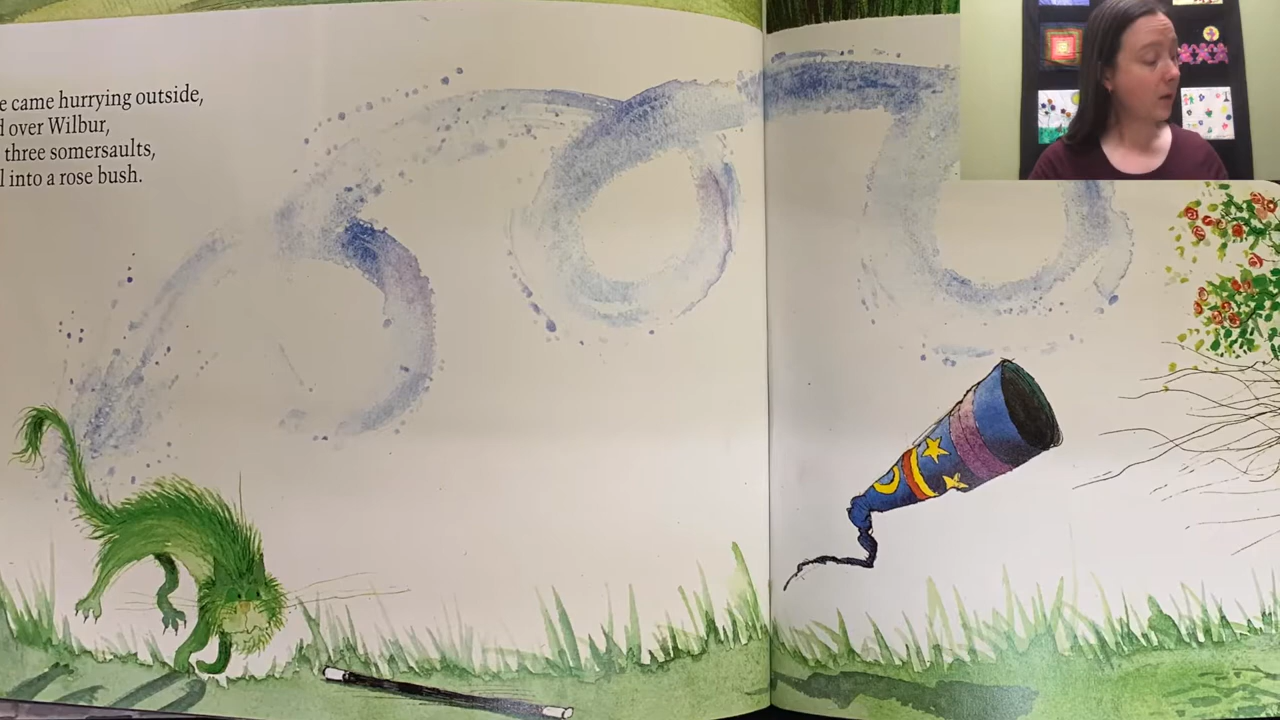 e came hurrying outside,
d over Wilbur,
three somersaults,
l into a rose bush.